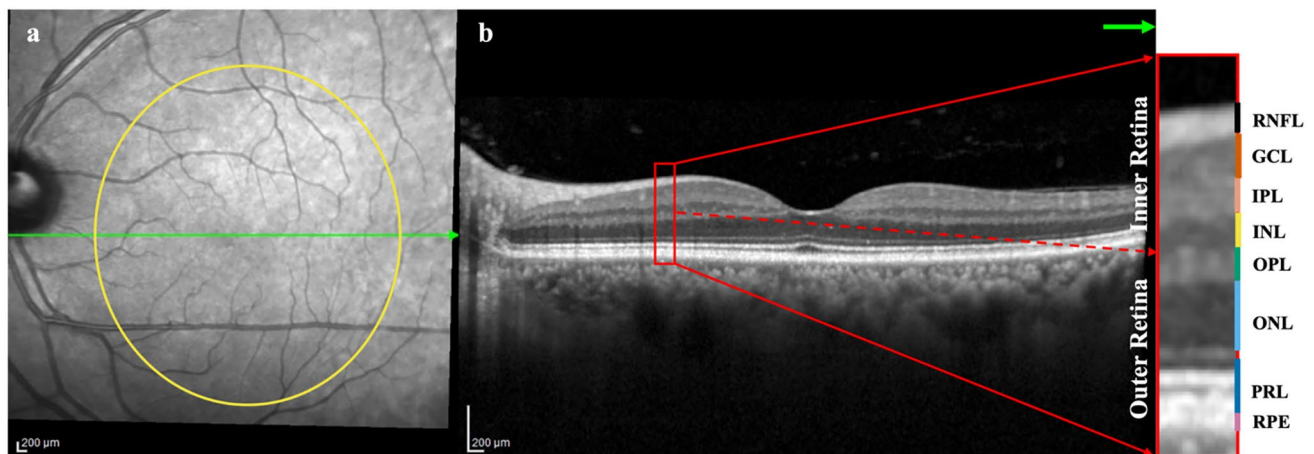 a
200 µm
b
200 µm
Inner Retina
Outer Retina
RNFL
GCL
IPL
INL
OPL
ONL
PRL
RPE